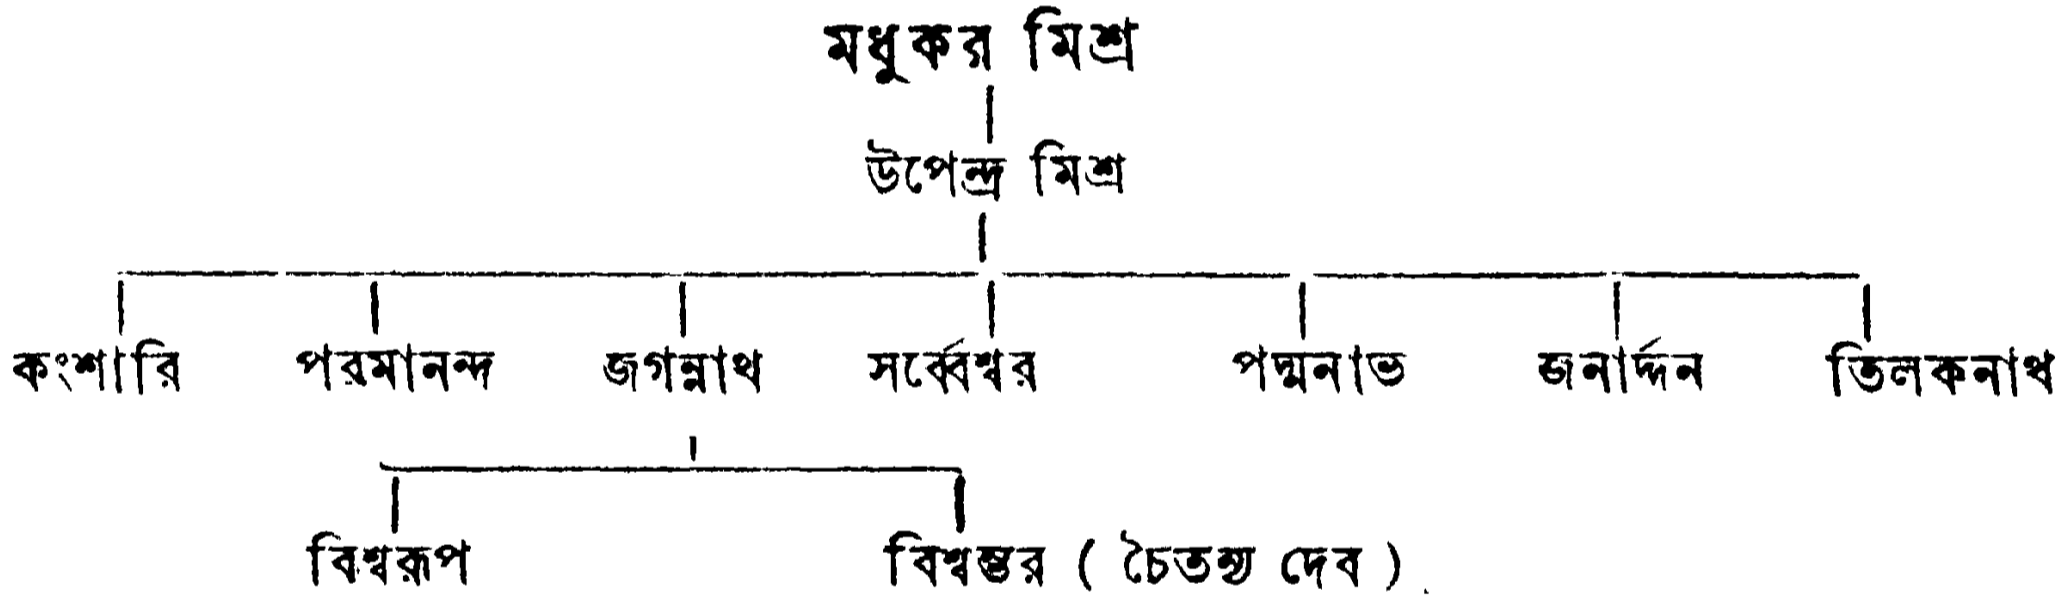 মধুকর মিশ্র
উপেন্দ্র মিশ্র
কংশারি পরমানন্দ জগন্নাথ সর্ব্বেশ্বর পদ্মনাভ জনার্দ্দন তিলকনাথ
বিশ্বরূপ বিশ্বম্ভর ( চৈতন্য দেব )